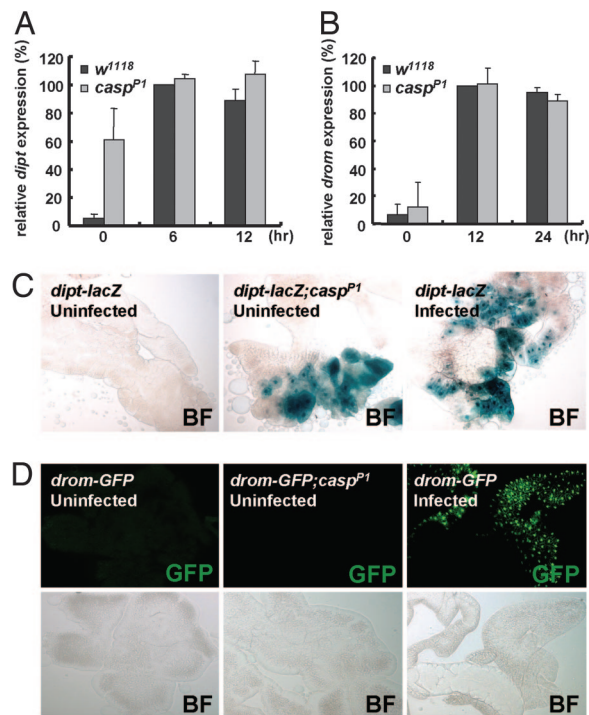 A
relative dipt expression (%)
120
100
80
60
40
20
0
w1118
caspP1
0 6 12 (hr)
B
relative drom expression (%)
120
100
80
60
40
20
0
w1118
caspP1
0 12 24 (hr)
C
dipt-lacZ
Uninfected
BF
dipt-lacZ;caspP1
Uninfected
BF
dipt-lacZ
Infected
BF
D
drom-GFP
Uninfected
GFP
drom-GFP;caspP1
Uninfected
GFP
drom-GFP
Infected
GFP
BF
BF
BF